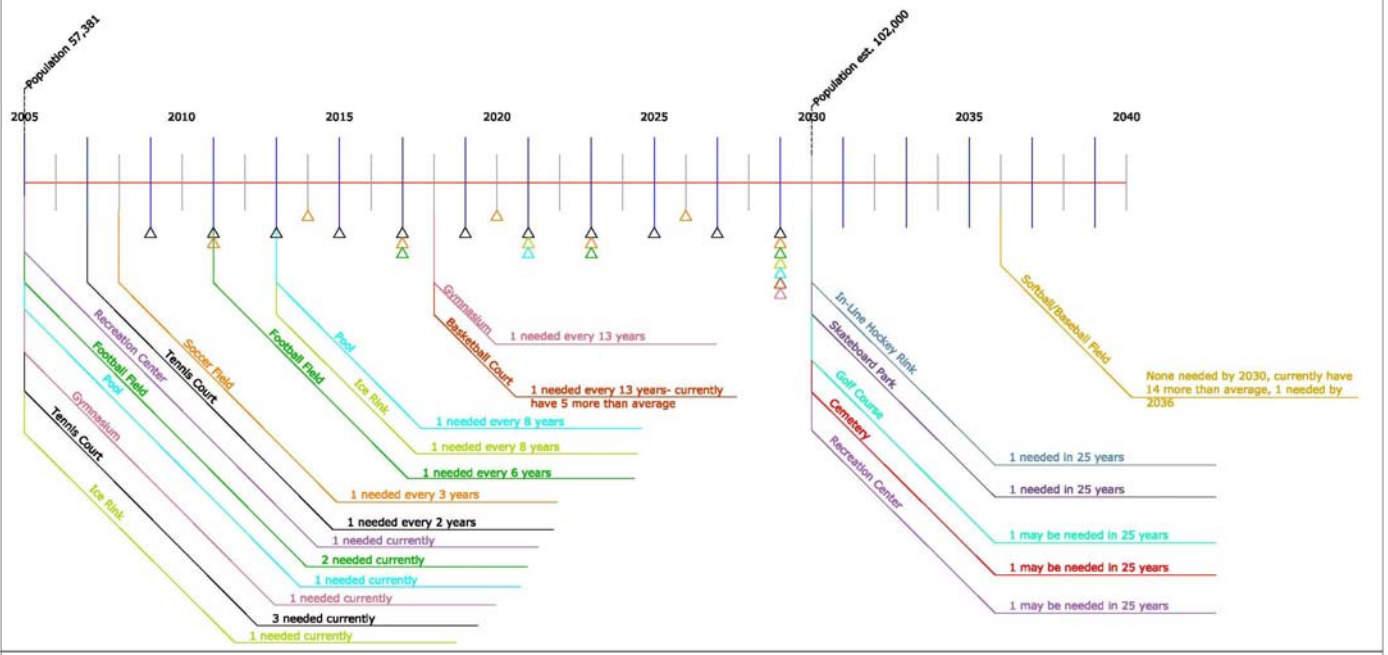 Population 57,381
Population est. 102,000
2005
2010
2015
2020
2025
2030
2035
2040
Recreation Center
Football Field
Pool
Gymnasium
Tennis Court
Ice Rink
Soccer Field
Tennis Court
Football Field
Pool
Ice Rink
Gymnasium
Basketball Court
In-Line Hockey Rink
Skateboard Park
Golf Course
Cemetery
Recreation Center
Softball/Baseball Field
1 needed every 13 years
1 needed every 13 years- currently
have 5 more than average
1 needed every 8 years
1 needed every 8 years
1 needed every 6 years
1 needed every 3 years
1 needed every 2 years
1 needed currently
2 needed currently
1 needed currently
1 needed currently
3 needed currently
1 needed currently
None needed by 2030, currently have
14 more than average, 1 needed by
2036
1 needed in 25 years
1 needed in 25 years
1 may be needed in 25 years
1 may be needed in 25 years
1 may be needed in 25 years